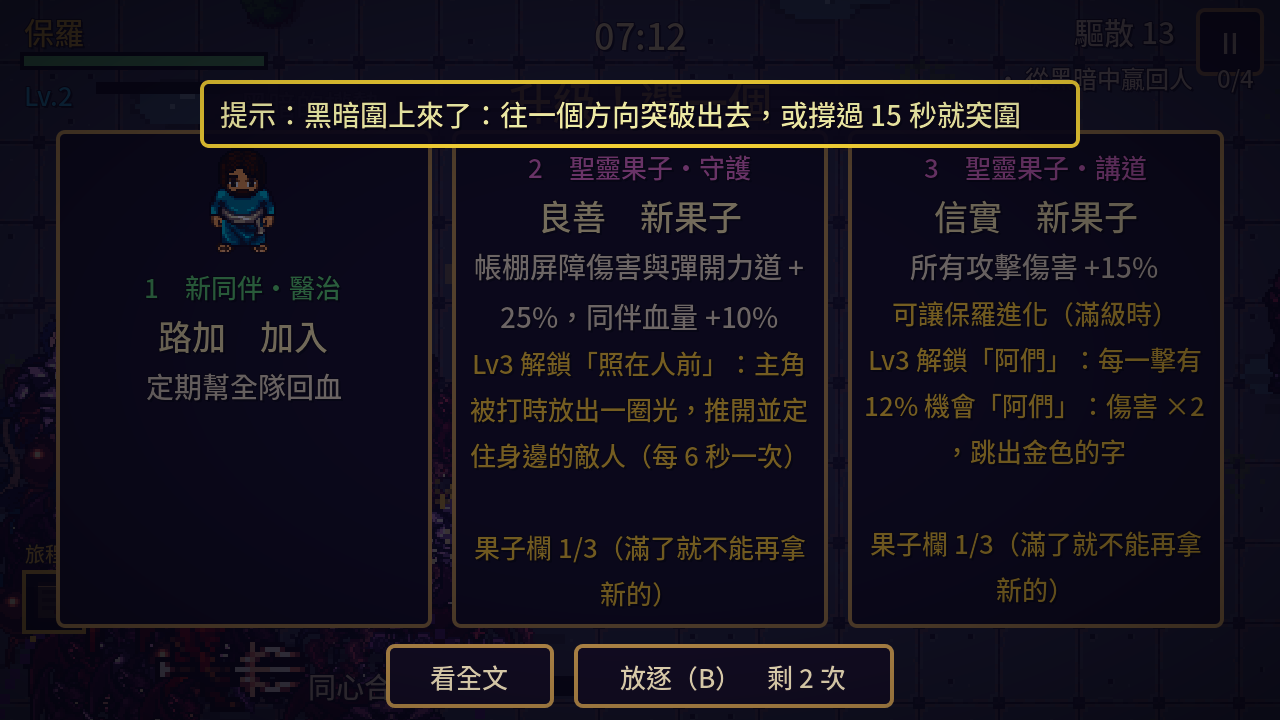 保羅
07:12
驅散 13
Lv.2
從黑暗中贏回人 0/4
提示：黑暗圍上來了：往一個方向突破出去，或撐過 15 秒就突圍
1 新同伴・醫治
路加 加入
定期幫全隊回血
2 聖靈果子・守護
良善 新果子
帳棚屏障傷害與彈開力道 +
25%，同伴血量 +10%
Lv3 解鎖「照在人前」：主角
被打時放出一圈光，推開並定
住身邊的敵人（每 6 秒一次）
果子欄 1/3（滿了就不能再拿
新的）
3 聖靈果子・講道
信實 新果子
所有攻擊傷害 +15%
可讓保羅進化（滿級時）
Lv3 解鎖「阿們」：每一擊有
12% 機會「阿們」：傷害 ×2
，跳出金色的字
果子欄 1/3（滿了就不能再拿
新的）
旅程
同心合
看全文
放逐（B） 剩 2 次